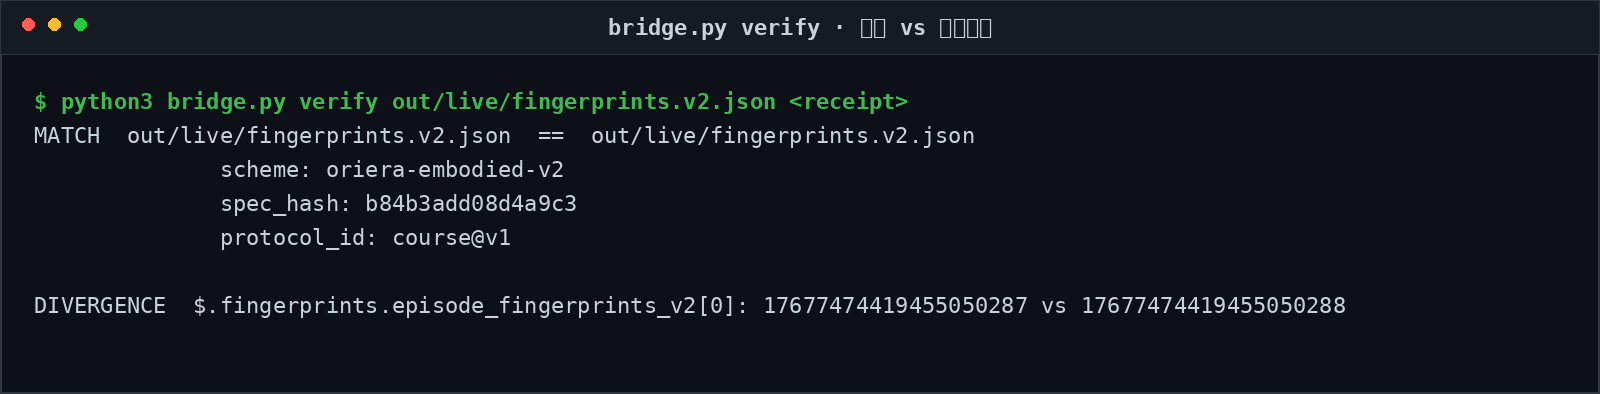 bridge.py verify · vs
$ python3 bridge.py verify out/live/fingerprints.v2.json <receipt>
MATCH out/live/fingerprints.v2.json == out/live/fingerprints.v2.json
scheme: oriera-embodied-v2
spec_hash: b84b3add08d4a9c3
protocol_id: course@v1
DIVERGENCE $.fingerprints.episode_fingerprints_v2[0]: 17677474419455050287 vs 17677474419455050288